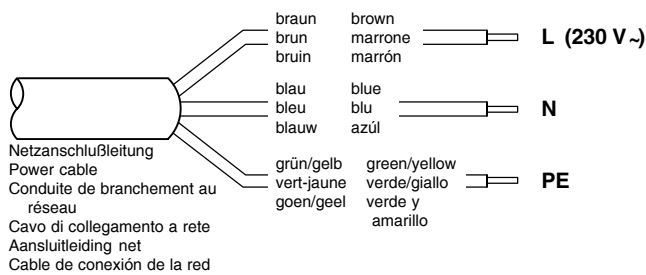 braun brown
brun marrone L (230 V~)
bruin marrón
blau blue
bleu blu N
blauw azúl
Netzanschlußleitung
Power cable
Conduite de branchement au
réseau
Cavo di collegamento a rete
Aansluitleiding net
Cable de conexión de la red
grün/gelb green/yellow
vert-jaune verde/giallo PE
goen/geel verde y
amarillo